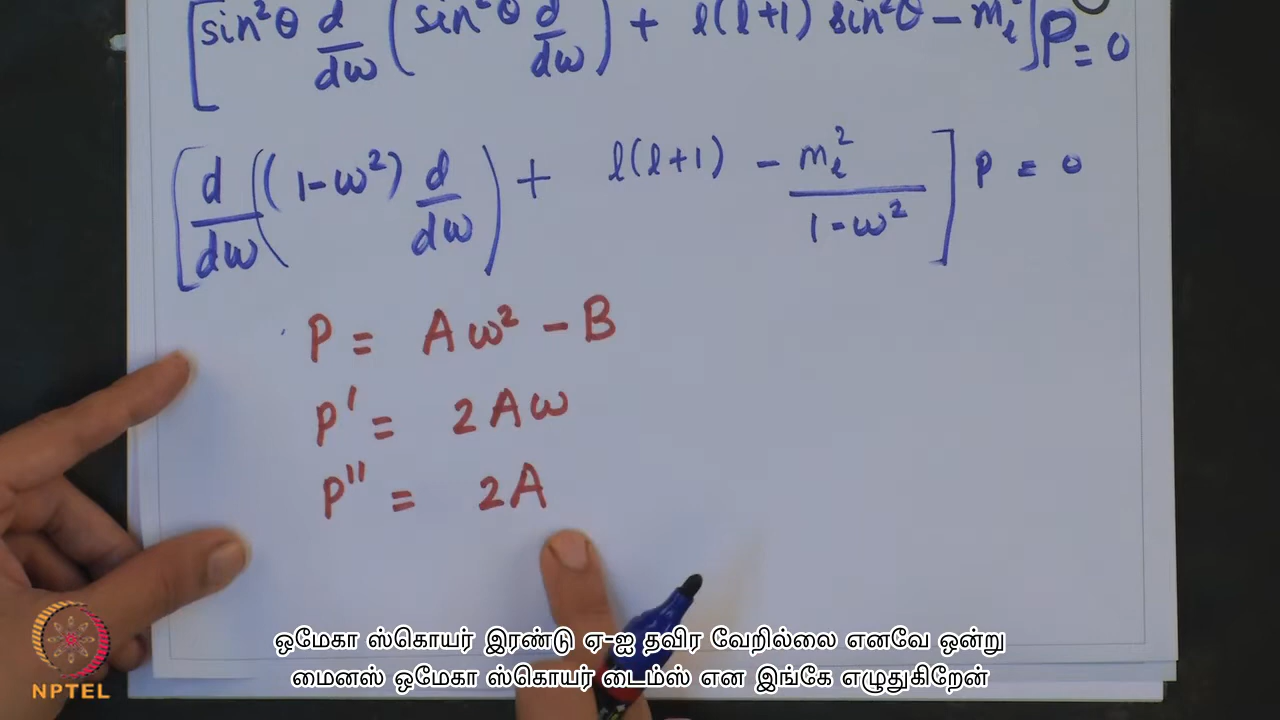 [sin²θ d/dω (sin²θ d/dω) + l(l+1) sin²θ - m_l²] P = 0
[d/dω ((1-ω²) d/dω) + l(l+1) - m_l²/(1-ω²)] P = 0
P = Aω² - B
P' = 2Aω
P'' = 2A
ஒமேகா ஸ்கொயர் இரண்டு ஏ-ஐ தவிர வேறில்லை எனவே ஒன்று
மைனஸ் ஒமேகா ஸ்கொயர் டைம்ஸ் என இங்கே எழுதுகிறேன்
NPTEL